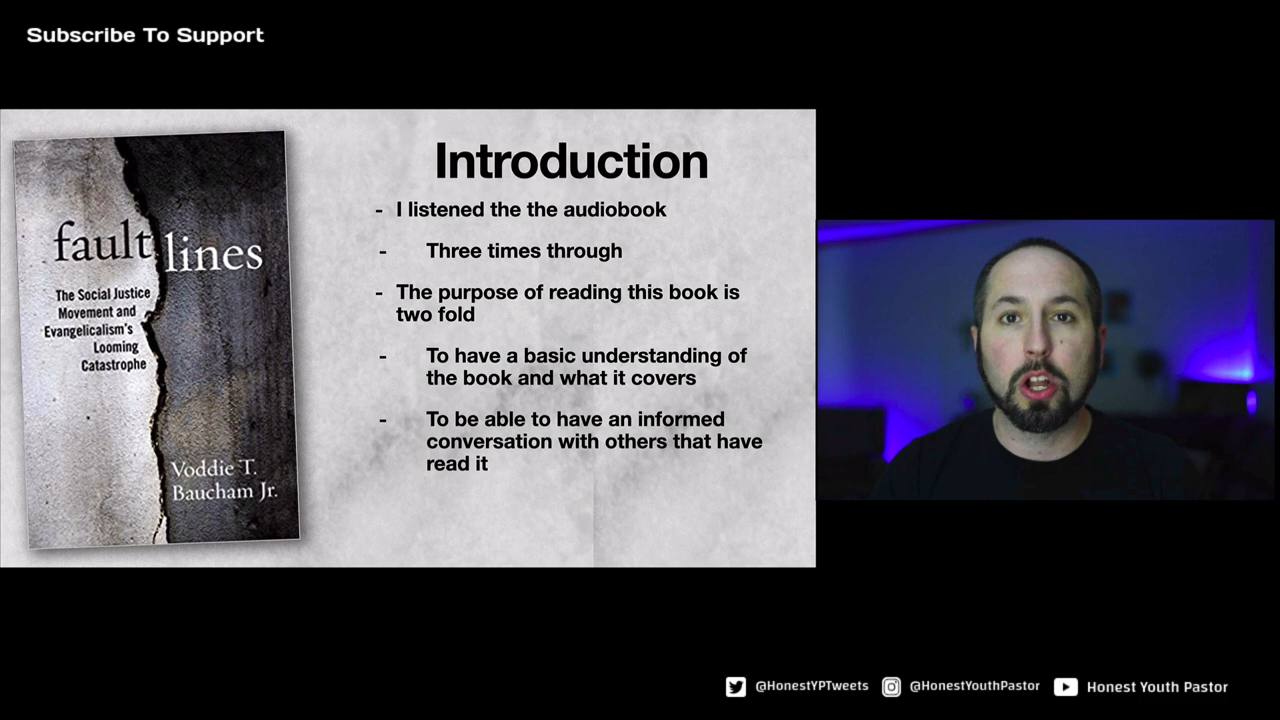 Subscribe To Support
fault lines
The Social Justice
Movement and
Evangelicalism's
Looming
Catastrophe
Voddie T.
Baucham Jr.
Introduction
- I listened the the audiobook
- Three times through
- The purpose of reading this book is
two fold
- To have a basic understanding of
the book and what it covers
- To be able to have an informed
conversation with others that have
read it
@HonestYPTweets @HonestYouthPastor Honest Youth Pastor